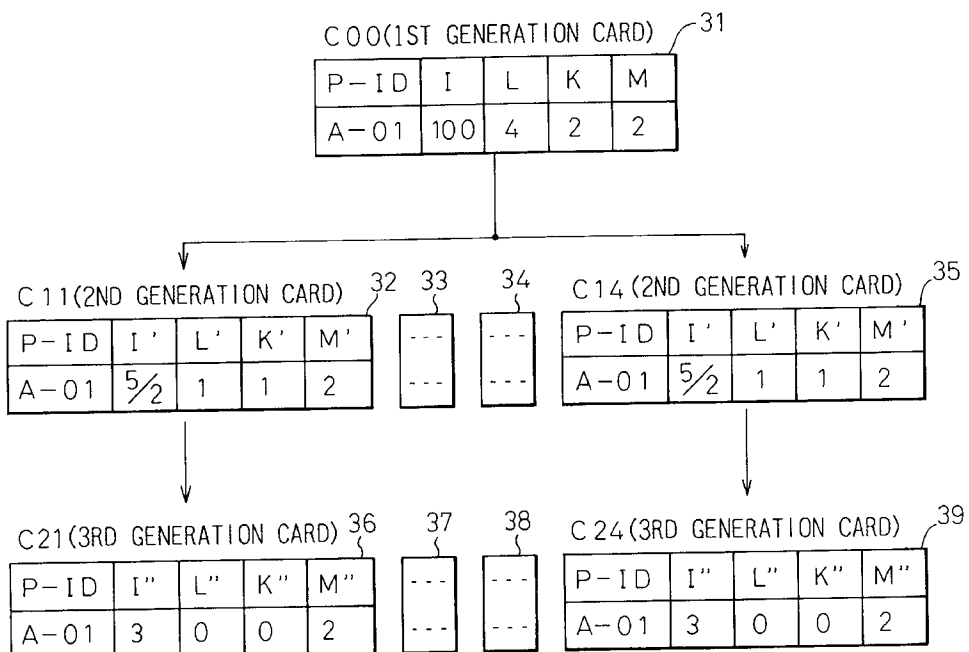 C00(1ST GENERATION CARD) 31
P-ID I L K M
A-01 100 4 2 2
C11(2ND GENERATION CARD) 32 33 34 C14(2ND GENERATION CARD) 35
P-ID I' L' K' M' --- --- P-ID I' L' K' M'
A-01 5/2 1 1 2 --- --- A-01 5/2 1 1 2
C21(3RD GENERATION CARD) 36 37 38 C24(3RD GENERATION CARD) 39
P-ID I" L" K" M" --- --- P-ID I" L" K" M"
A-01 3 0 0 2 --- --- A-01 3 0 0 2